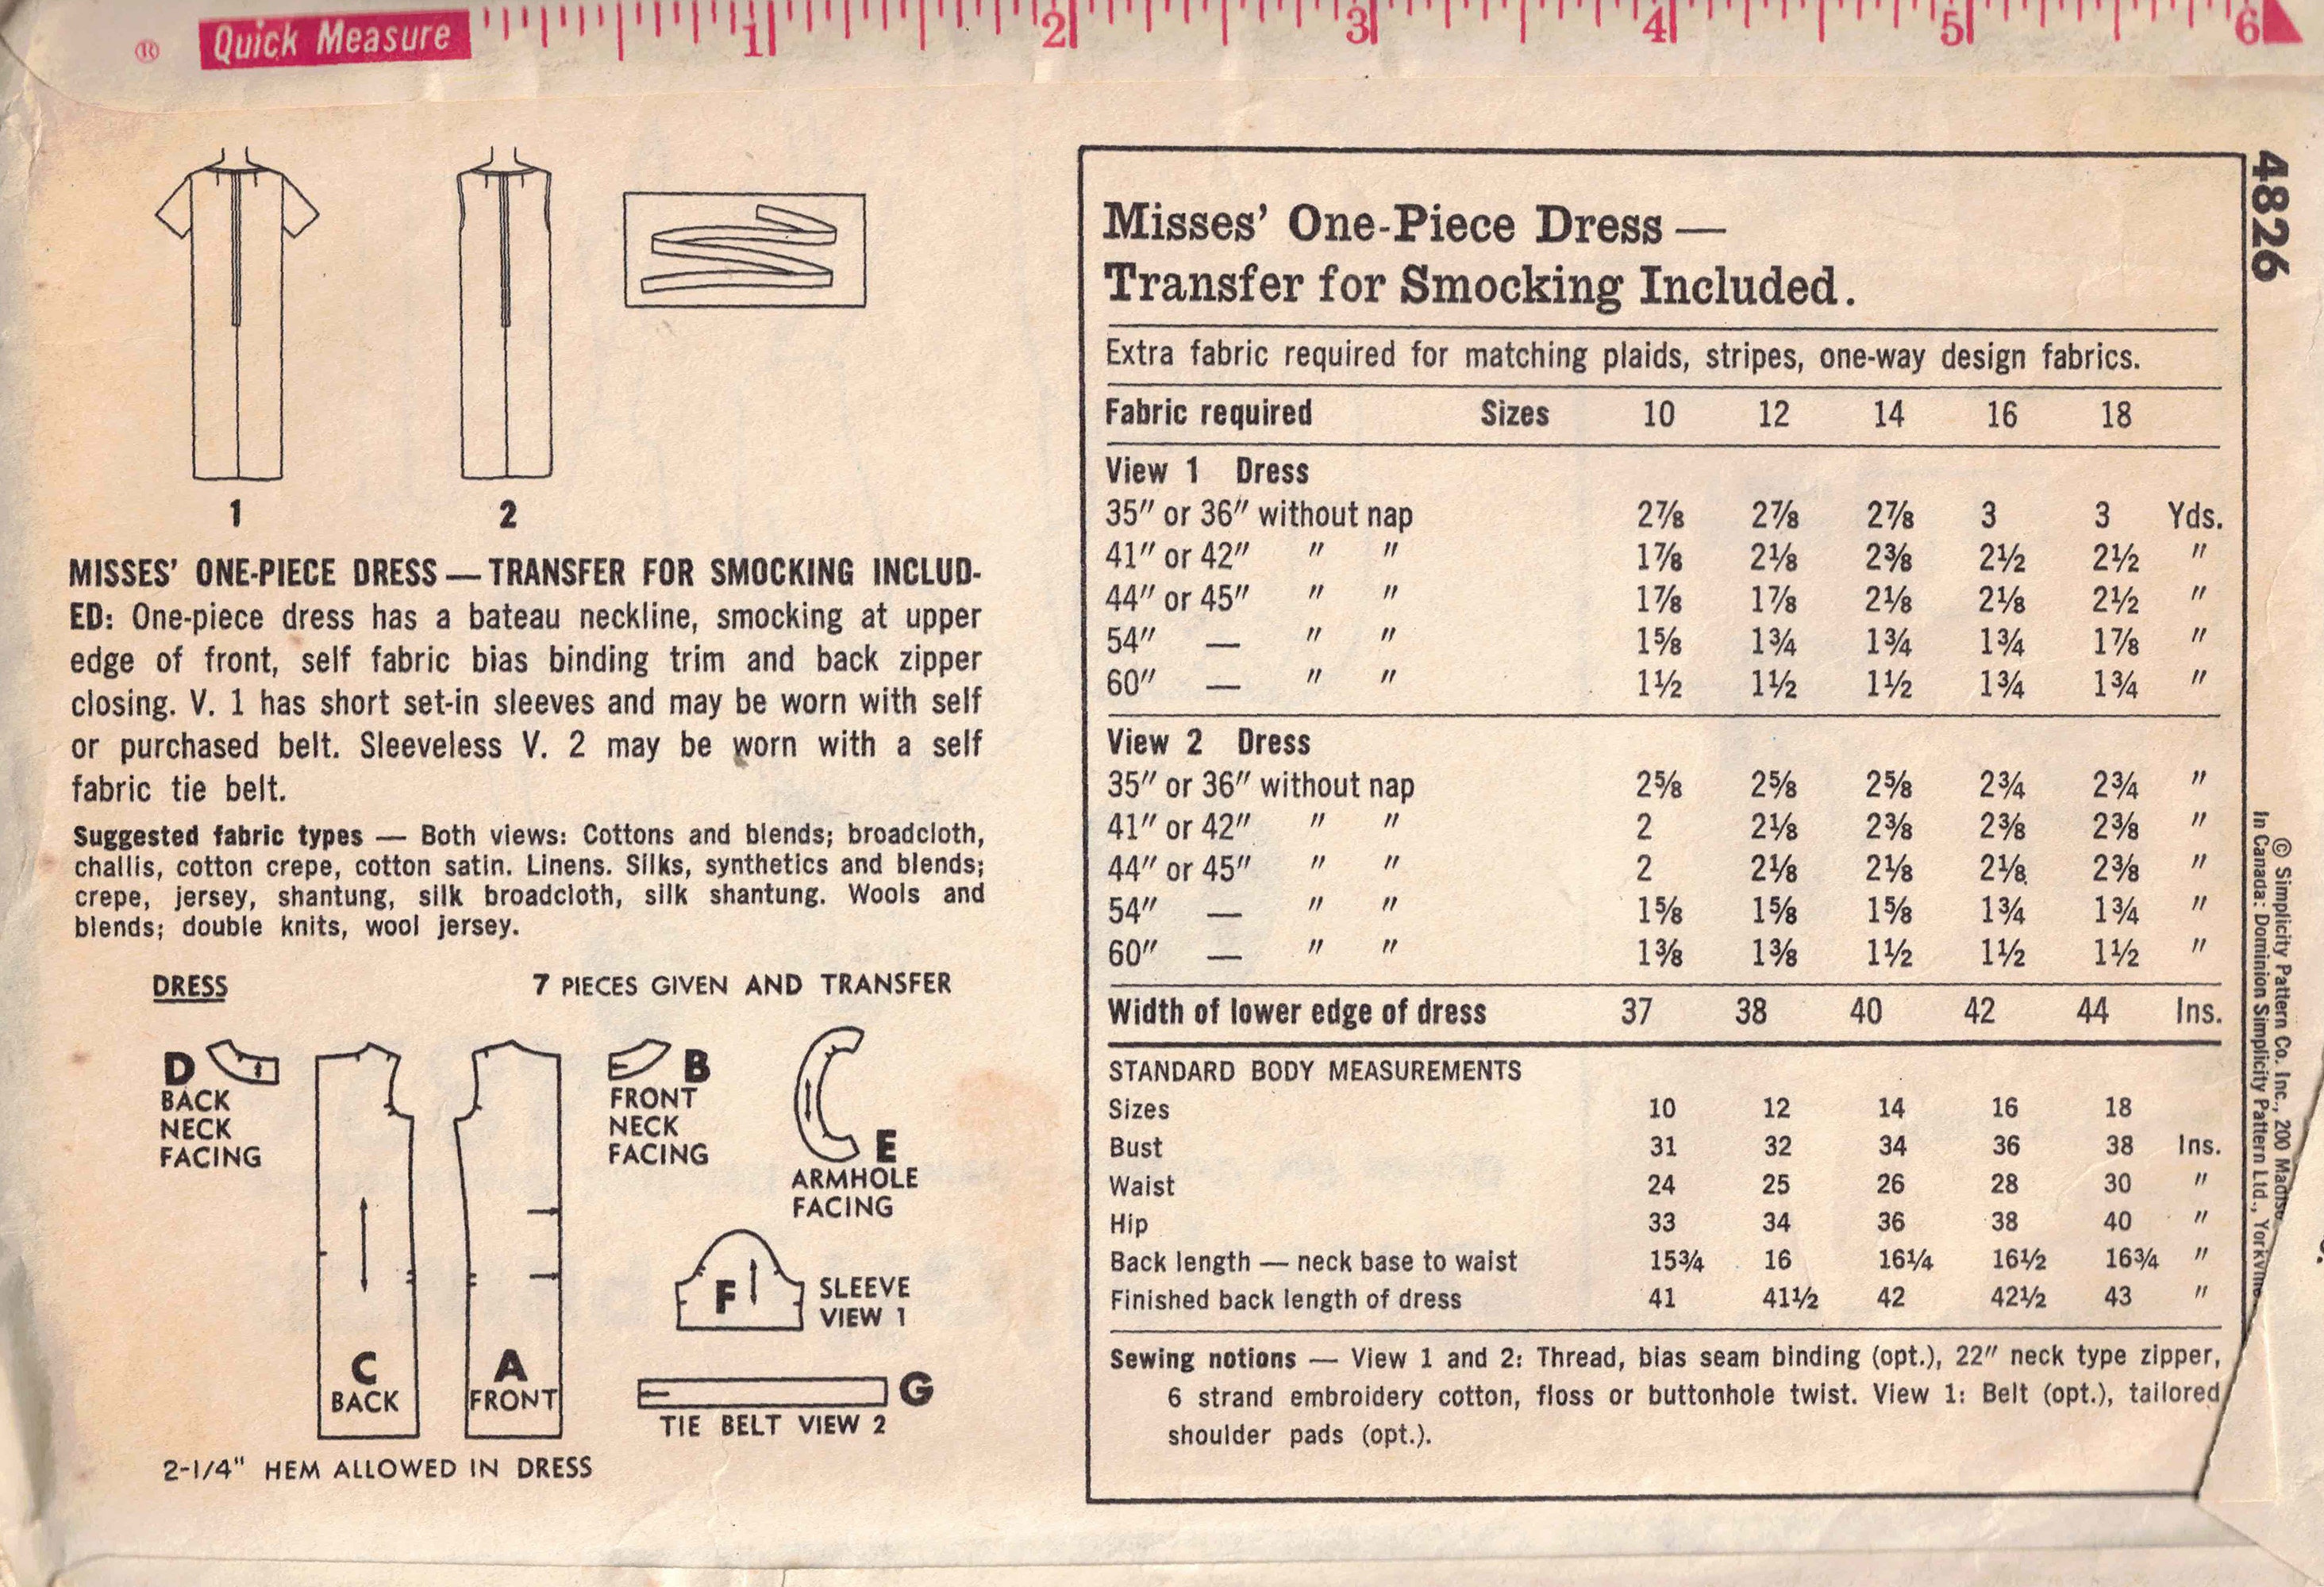 ® Quick Measure 1 2 3 4 5 6
1 2
MISSES' ONE-PIECE DRESS — TRANSFER FOR SMOCKING INCLUD-
ED: One-piece dress has a bateau neckline, smocking at upper
edge of front, self fabric bias binding trim and back zipper
closing. V. 1 has short set-in sleeves and may be worn with self
or purchased belt. Sleeveless V. 2 may be worn with a self
fabric tie belt.
Suggested fabric types — Both views: Cottons and blends; broadcloth,
challis, cotton crepe, cotton satin. Linens. Silks, synthetics and blends;
crepe, jersey, shantung, silk broadcloth, silk shantung. Wools and
blends; double knits, wool jersey.
DRESS 7 PIECES GIVEN AND TRANSFER
D
BACK
NECK
FACING
B
FRONT
NECK
FACING
E
ARMHOLE
FACING
F SLEEVE
VIEW 1
C
BACK
A
FRONT
G
TIE BELT VIEW 2
2-1/4" HEM ALLOWED IN DRESS
Misses' One-Piece Dress —
Transfer for Smocking Included.
Extra fabric required for matching plaids, stripes, one-way design fabrics.
Fabric required Sizes 10 12 14 16 18
View 1 Dress
35" or 36" without nap 2⅞ 2⅞ 2⅞ 3 3 Yds.
41" or 42" " " 1⅞ 2⅛ 2⅜ 2½ 2½ "
44" or 45" " " 1⅞ 1⅞ 2⅛ 2⅛ 2½ "
54" — " " 1⅝ 1¾ 1¾ 1¾ 1⅞ "
60" — " " 1½ 1½ 1½ 1¾ 1¾ "
View 2 Dress
35" or 36" without nap 2⅝ 2⅝ 2⅝ 2¾ 2¾ "
41" or 42" " " 2 2⅛ 2⅜ 2⅜ 2⅜ "
44" or 45" " " 2 2⅛ 2⅛ 2⅛ 2⅜ "
54" — " " 1⅝ 1⅝ 1⅝ 1¾ 1¾ "
60" — " " 1⅜ 1⅜ 1½ 1½ 1½ "
Width of lower edge of dress 37 38 40 42 44 Ins.
STANDARD BODY MEASUREMENTS
Sizes 10 12 14 16 18
Bust 31 32 34 36 38 Ins.
Waist 24 25 26 28 30 "
Hip 33 34 36 38 40 "
Back length — neck base to waist 15¾ 16 16¼ 16½ 16¾ "
Finished back length of dress 41 41½ 42 42½ 43 "
Sewing notions — View 1 and 2: Thread, bias seam binding (opt.), 22" neck type zipper,
6 strand embroidery cotton, floss or buttonhole twist. View 1: Belt (opt.), tailored
shoulder pads (opt.).
4826
© Simplicity Pattern Co. Inc., 200
In Canada: Dominion Simplicity Pattern Ltd.,